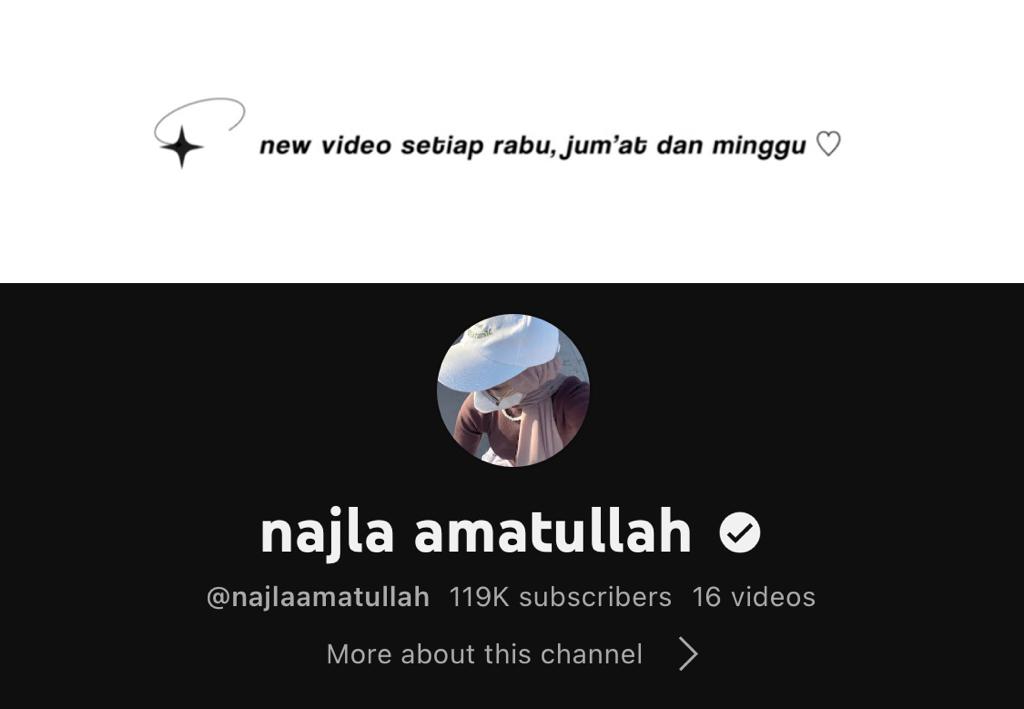 new video setiap rabu, jum'at dan minggu ♡
najla amatullah
@najlaamatullah 119K subscribers 16 videos
More about this channel